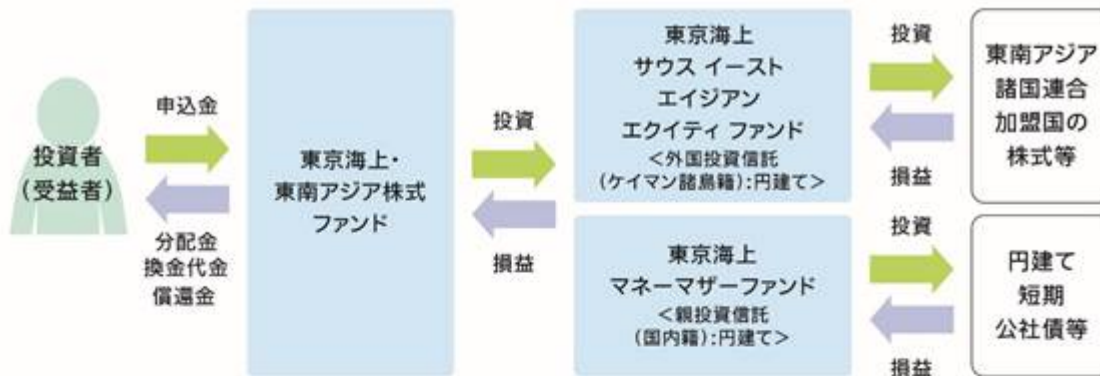 投資者
(受益者)
申込金
分配金
換金代金
償還金
東京海上・
東南アジア株式
ファンド
投資
損益
東京海上
サウス イースト
エイジアン
エクイティ ファンド
<外国投資信託
(ケイマン諸島籍):円建て>
投資
損益
東南アジア
諸国連合
加盟国の
株式等
東京海上
マネーマザーファンド
<親投資信託
(国内籍):円建て>
投資
損益
円建て
短期
公社債等